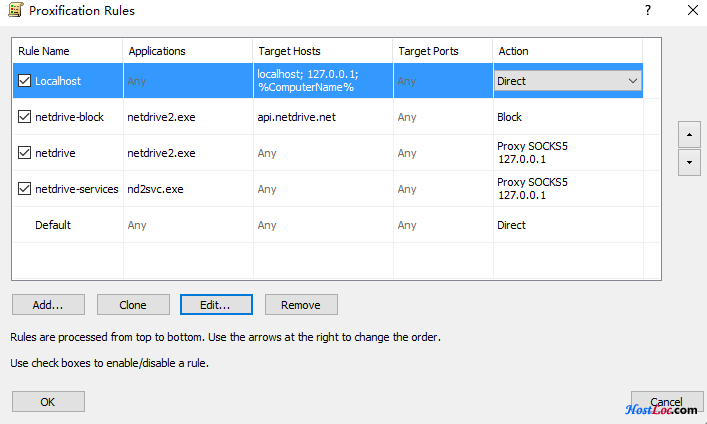 Proxification Rules
Rule Name Applications Target Hosts Target Ports Action
Localhost Any localhost; 127.0.0.1; %ComputerName% Any Direct
netdrive-block netdrive2.exe api.netdrive.net Any Block
netdrive netdrive2.exe Any Any Proxy SOCKS5 127.0.0.1
netdrive-services nd2svc.exe Any Any Proxy SOCKS5 127.0.0.1
Default Any Any Any Direct
Add... Clone Edit... Remove
Rules are processed from top to bottom. Use the arrows at the right to change the order.
Use check boxes to enable/disable a rule.
OK Cancel
HostLoc.com